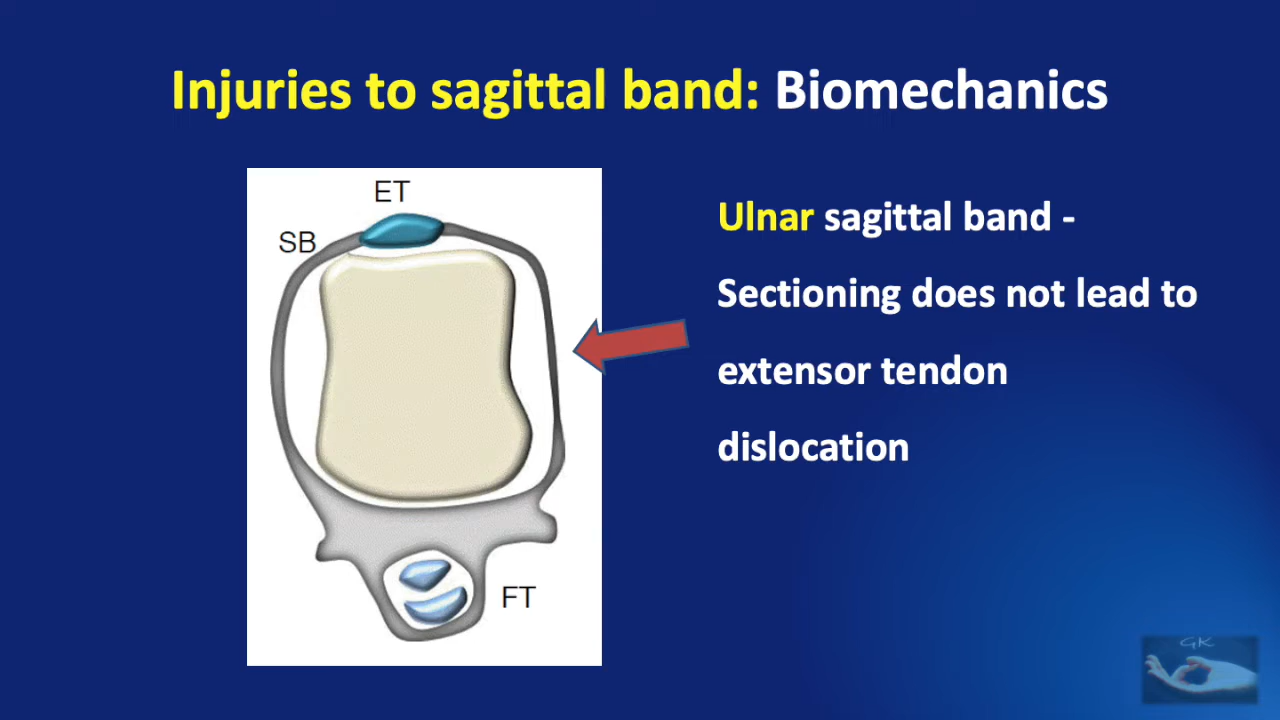 Injuries to sagittal band: Biomechanics
ET
SB
FT
Ulnar sagittal band -
Sectioning does not lead to
extensor tendon
dislocation
GK